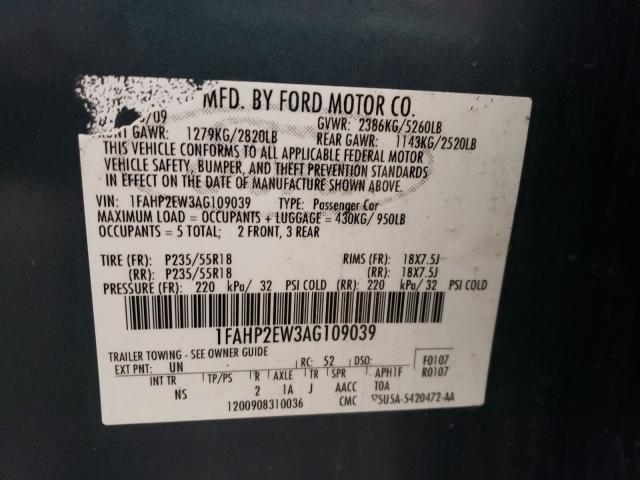 MFD. BY FORD MOTOR CO.
/09 GVWR: 2386KG/5260LB
GAWR: 1279KG/2820LB REAR GAWR: 1143KG/2520LB
THIS VEHICLE CONFORMS TO ALL APPLICABLE FEDERAL MOTOR
VEHICLE SAFETY, BUMPER, AND THEFT PREVENTION STANDARDS
IN EFFECT ON THE DATE OF MANUFACTURE SHOWN ABOVE.
VIN: 1FAHP2EW3AG109039 TYPE: Passenger Car
MAXIMUM LOAD = OCCUPANTS + LUGGAGE = 430KG/ 950LB
OCCUPANTS = 5 TOTAL; 2 FRONT, 3 REAR
TIRE (FR): P235/55R18 RIMS (FR): 18X7.5J
(RR): P235/55R18 (RR): 18X7.5J
PRESSURE (FR): 220 kPa/ 32 PSI COLD (RR): 220 kPa/ 32 PSI COLD
1FAHP2EW3AG109039
TRAILER TOWING - SEE OWNER GUIDE
EXT PNT: UN RC: 52 DSO: F0107
INT TR TP/PS R AXLE TR SPR APH1F R0107
NS 2 1A J AACC TOA
1200908310036 CMC 5U5A-5420472-AA